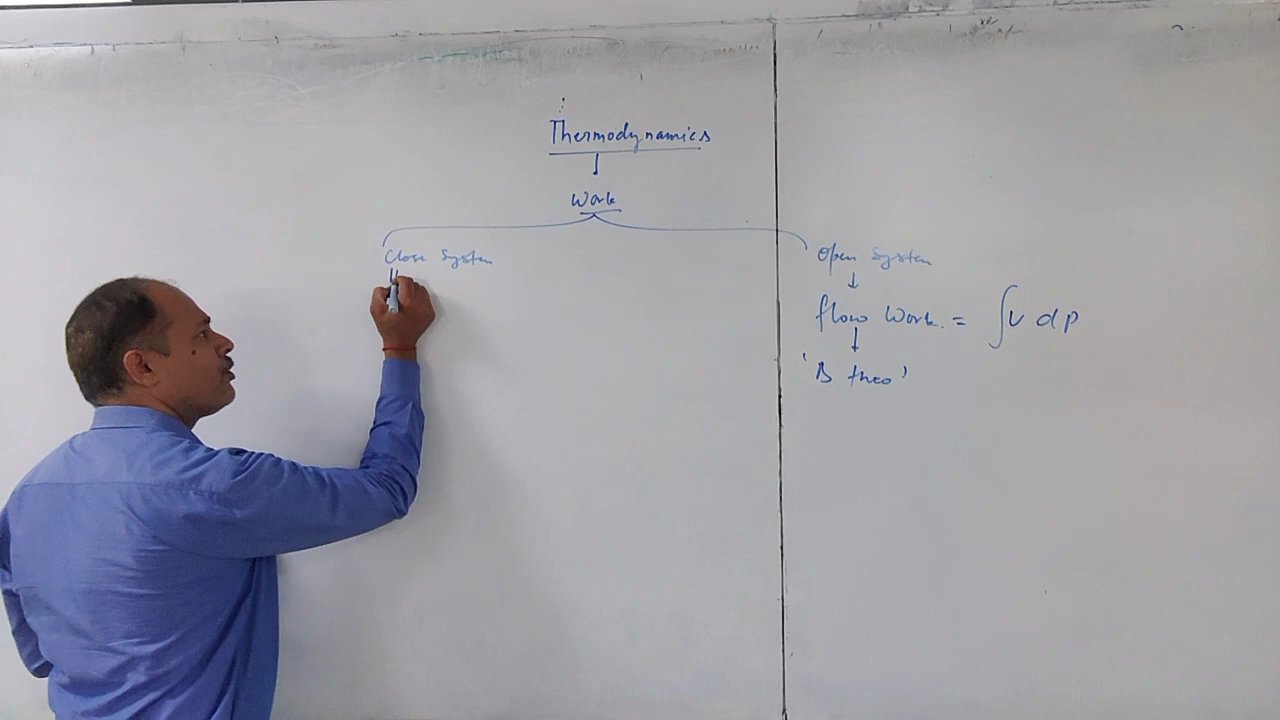 Thermodynamics
Work
Close System
Open System
flow Work = ∫v dp
'B theo'